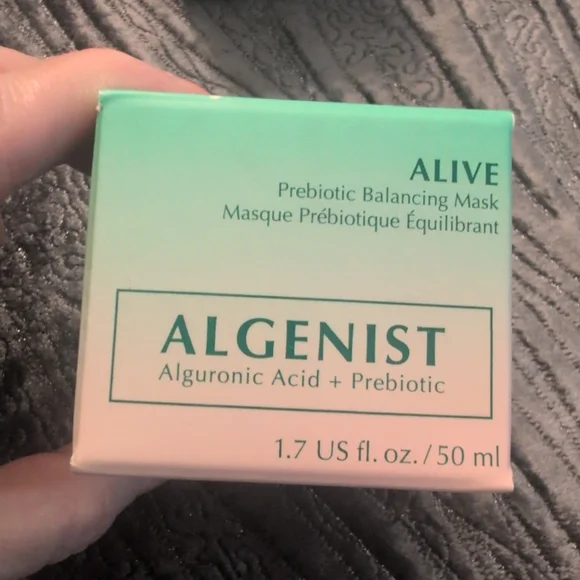 ALIVE
Prebiotic Balancing Mask
Masque Prébiotique Équilibrant
ALGENIST
Alguronic Acid + Prebiotic
1.7 US fl. oz./50 ml